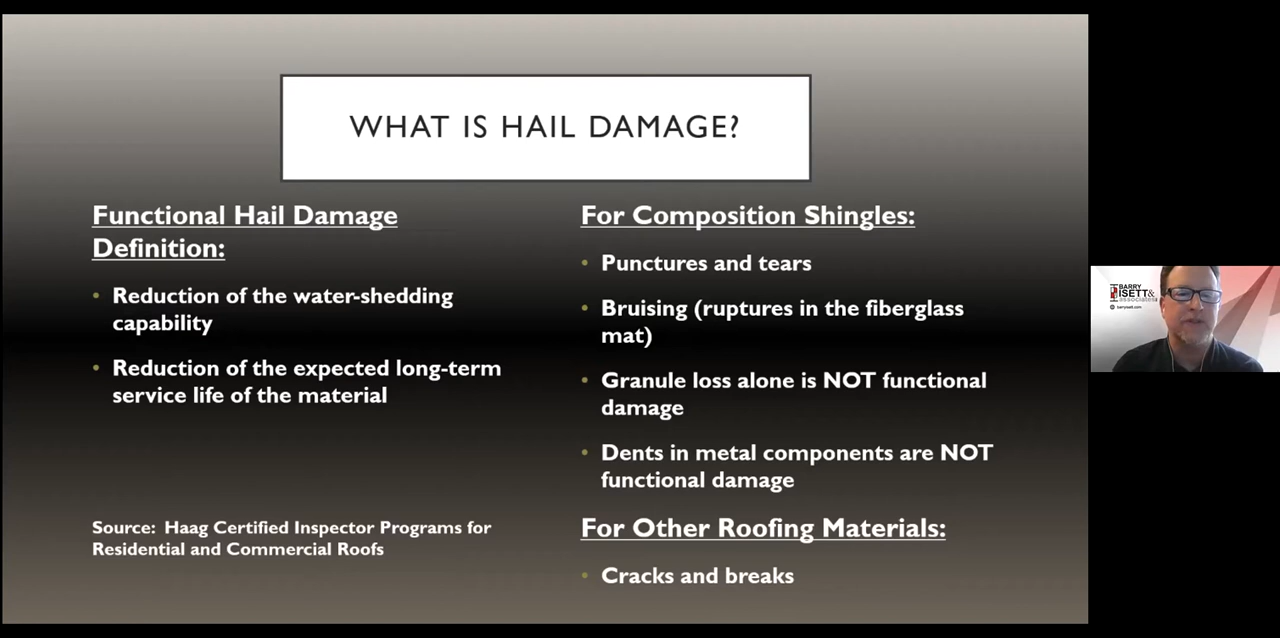 WHAT IS HAIL DAMAGE?
Functional Hail Damage
Definition:
• Reduction of the water-shedding
capability
• Reduction of the expected long-term
service life of the material
Source: Haag Certified Inspector Programs for
Residential and Commercial Roofs
For Composition Shingles:
• Punctures and tears
• Bruising (ruptures in the fiberglass
mat)
• Granule loss alone is NOT functional
damage
• Dents in metal components are NOT
functional damage
For Other Roofing Materials:
• Cracks and breaks
BARRY
ISETT&
associates
barryisett.com